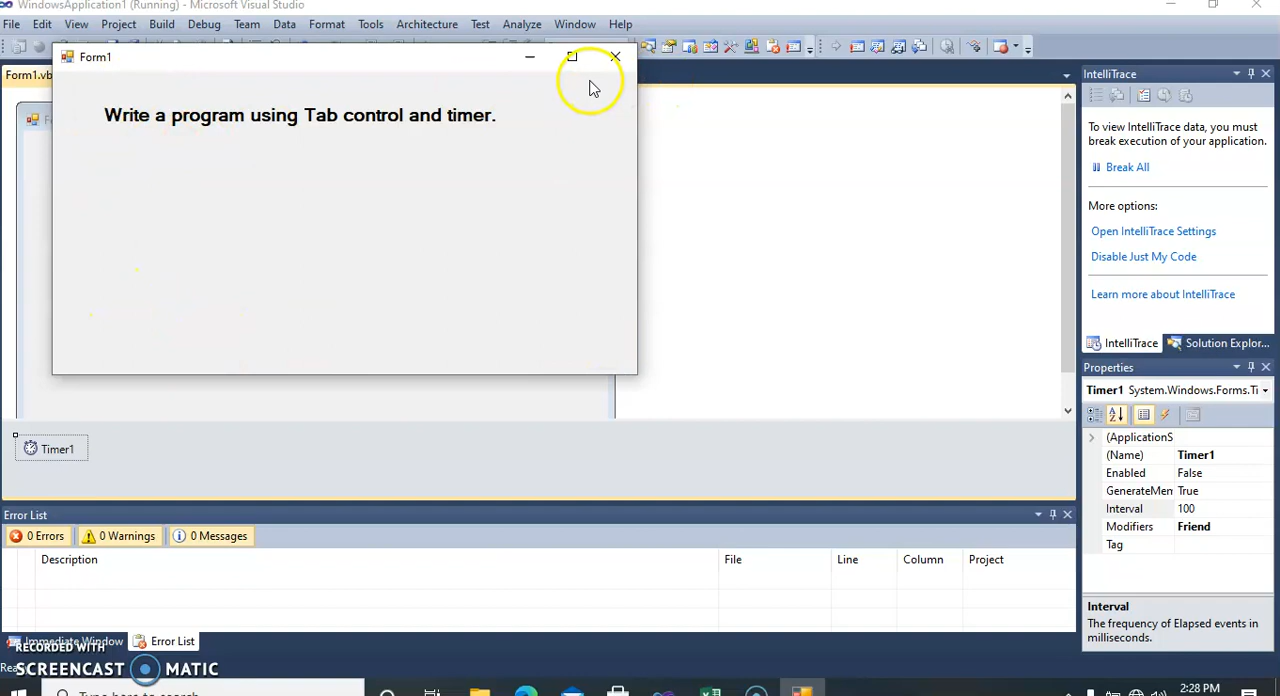 WindowsApplication1 (Running) - Microsoft Visual Studio
File Edit View Project Build Debug Team Data Format Tools Architecture Test Analyze Window Help
Form1.vb
Form1
Write a program using Tab control and timer.
IntelliTrace
To view IntelliTrace data, you must
break execution of your application.
Break All
More options:
Open IntelliTrace Settings
Disable Just My Code
Learn more about IntelliTrace
IntelliTrace Solution Explor...
Properties
Timer1 System.Windows.Forms.Ti
(ApplicationS
(Name) Timer1
Enabled False
GenerateMem True
Interval 100
Modifiers Friend
Tag
Interval
The frequency of Elapsed events in
milliseconds.
Timer1
Error List
0 Errors 0 Warnings 0 Messages
Description File Line Column Project
Immediate Window Error List
RECORDED WITH
SCREENCAST MATIC
Type here to search
2:28 PM